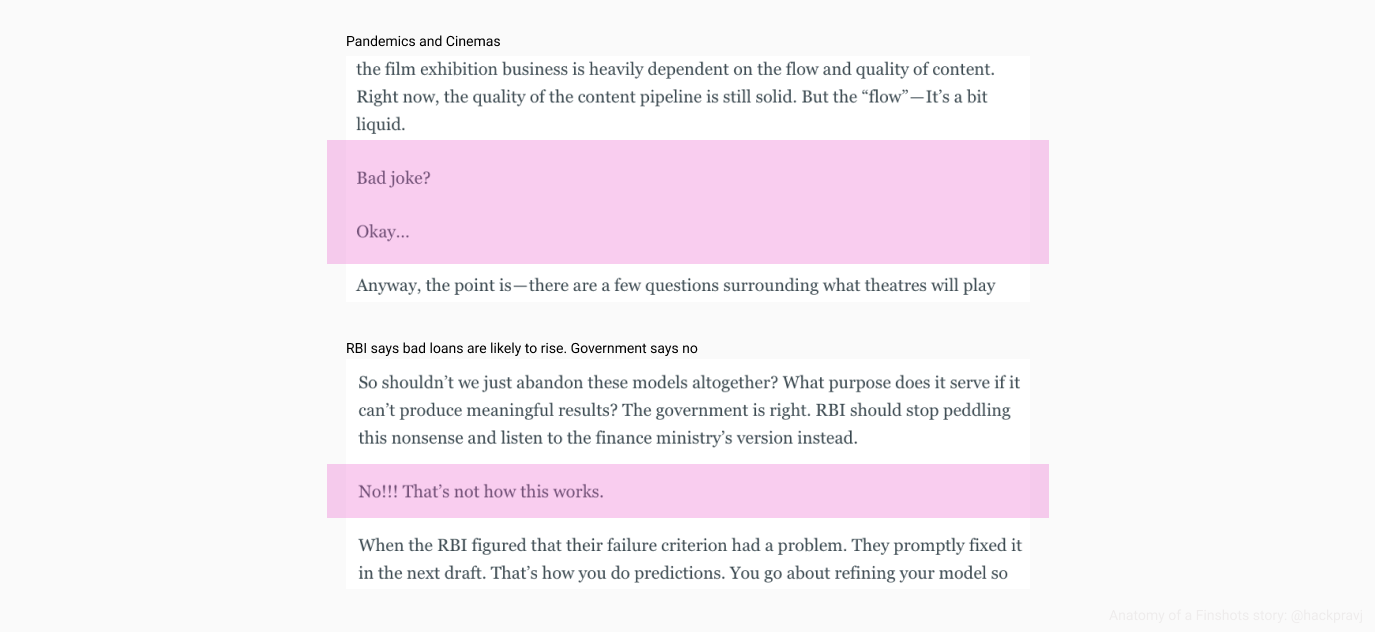 Pandemics and Cinemas
the film exhibition business is heavily dependent on the flow and quality of content.
Right now, the quality of the content pipeline is still solid. But the “flow” — It’s a bit
liquid.
Bad joke?
Okay…
Anyway, the point is — there are a few questions surrounding what theatres will play
RBI says bad loans are likely to rise. Government says no
So shouldn’t we just abandon these models altogether? What purpose does it serve if it
can’t produce meaningful results? The government is right. RBI should stop peddling
this nonsense and listen to the finance ministry’s version instead.
No!!! That’s not how this works.
When the RBI figured that their failure criterion had a problem. They promptly fixed it
in the next draft. That’s how you do predictions. You go about refining your model so
Anatomy of a Finshots story: @hackpravj